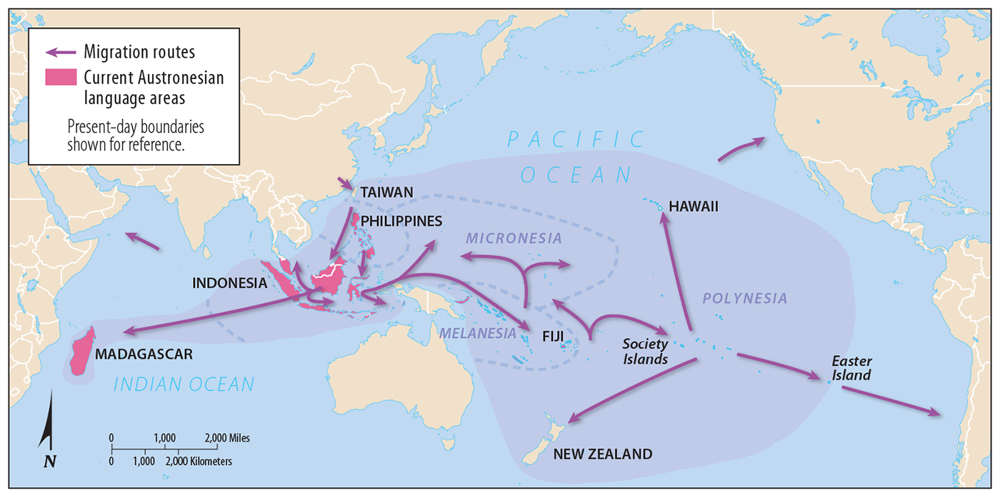 Migration routes
Current Austronesian
language areas
Present-day boundaries
shown for reference.
PACIFIC
OCEAN
TAIWAN
PHILIPPINES
HAWAII
MICRONESIA
INDONESIA
POLYNESIA
MELANESIA
FIJI
Society
Islands
MADAGASCAR
Easter
Island
INDIAN OCEAN
0 1,000 2,000 Miles
0 1,000 2,000 Kilometers
N
NEW ZEALAND